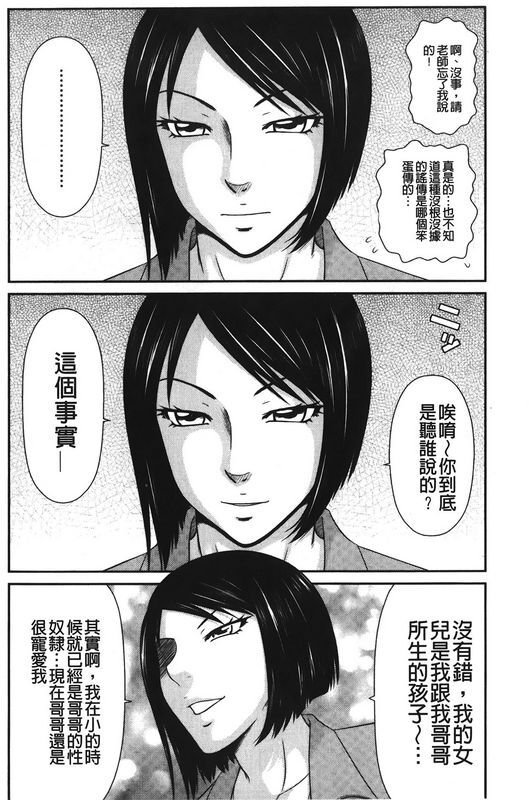 啊、沒事，請
老師忘了我說
的！
真是的…也不知
道這種沒根沒據
的謠傳是哪個笨
蛋傳的…
…………
ニッ
唉唷～你到底
是聽誰說的？
這個事實—
沒有錯，我的女
兒是我跟我哥哥
所生的孩子～…
其實啊，我在小的時
候就已經是哥哥的性
奴隸…現在哥哥還是
很寵愛我